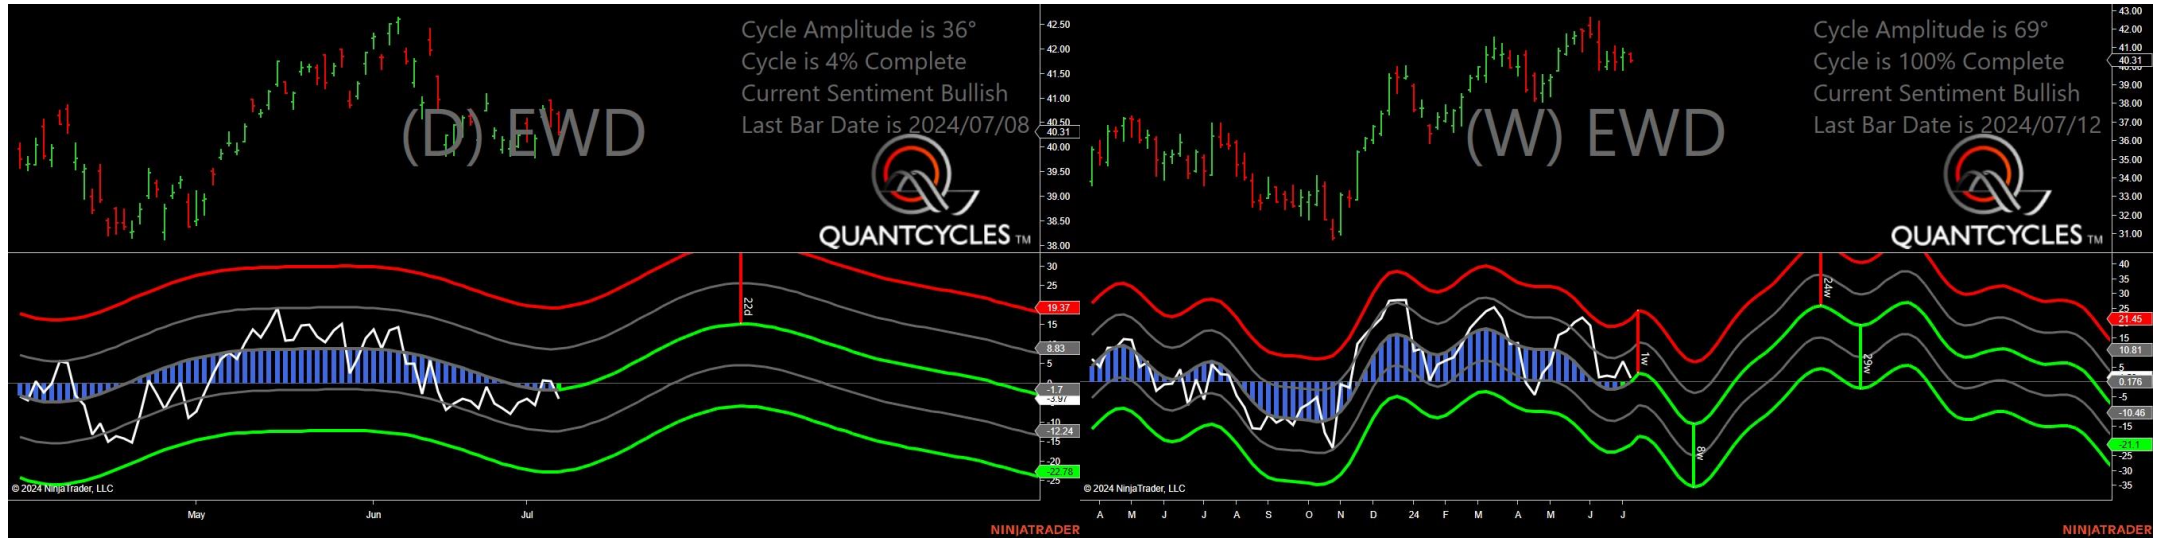 Cycle Amplitude is 36°
Cycle is 4% Complete
Current Sentiment Bullish
Last Bar Date is 2024/07/08
(D) EWD
QUANTCYCLES TM
42.50
42.00
41.50
41.00
40.50
40.31
40.00
39.50
39.00
38.50
38.00
22d
30
25
19.37
15
8.83
5
-1.7
-3.97
-10
-12.24
-15
-20
-22.78
-25
© 2024 NinjaTrader, LLC
May
Jun
Jul
NINJATRADER
Cycle Amplitude is 69°
Cycle is 100% Complete
Current Sentiment Bullish
Last Bar Date is 2024/07/12
(W) EWD
QUANTCYCLES TM
43.00
42.00
41.00
40.31
39.00
38.00
37.00
36.00
35.00
34.00
33.00
32.00
31.00
1w
8w
24w
29w
40
35
30
25
21.45
15
10.81
5
0.176
-5
-10.46
-15
-21.1
-25
-30
-35
© 2024 NinjaTrader, LLC
A M J J A S O N D 24 F M A M J J
NINJATRADER